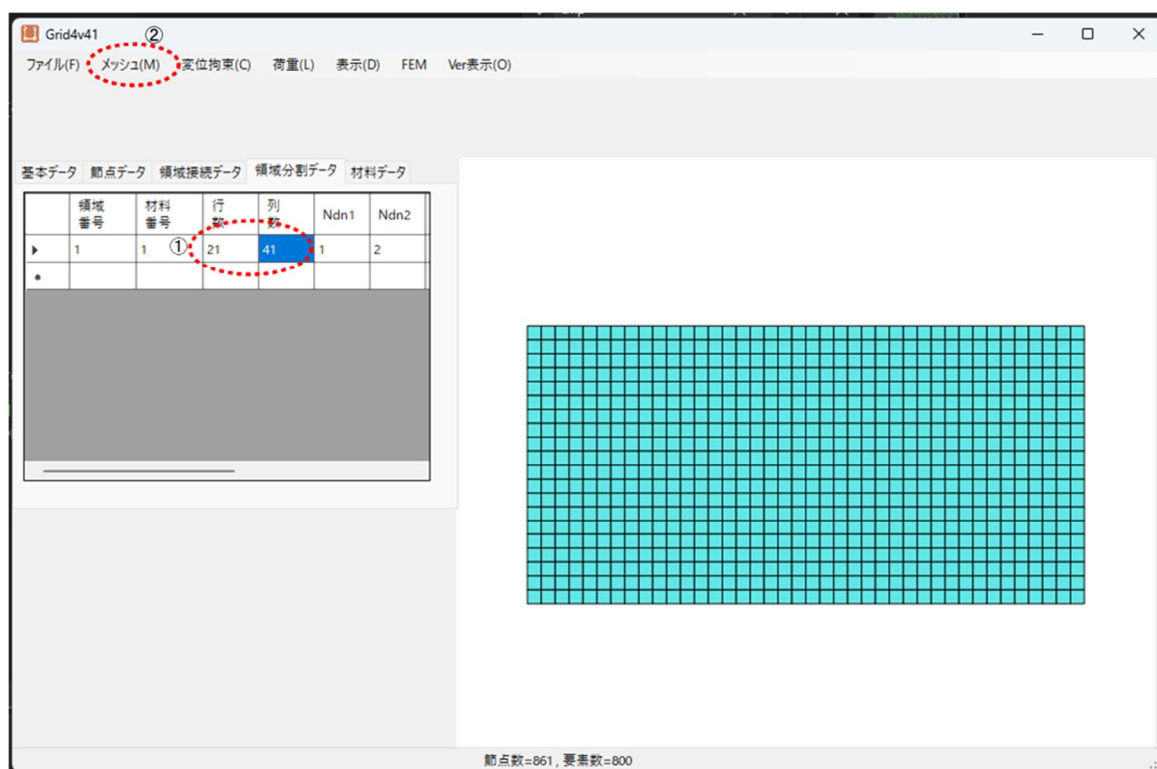 Grid4v41
②
ファイル(F) メッシュ(M) 変位拘束(C) 荷重(L) 表示(D) FEM Ver表示(O)
基本データ 節点データ 領域接続データ 領域分割データ 材料データ
領域番号 材料番号 行数 列数 Ndn1 Ndn2
1 1 ① 21 41 1 2
節点数=861 , 要素数=800